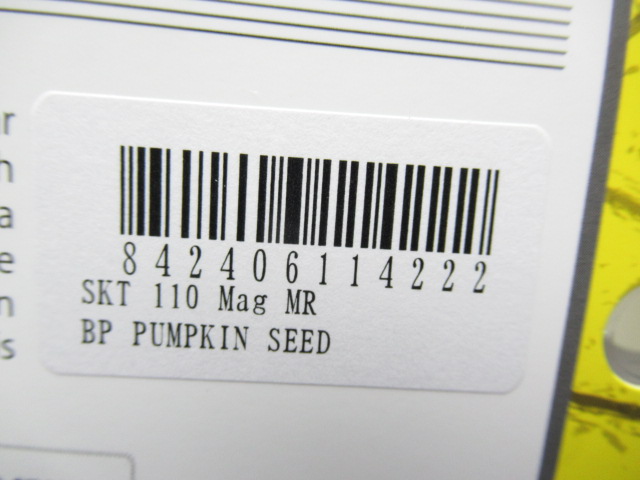 842406114222
SKT 110 Mag MR
BP PUMPKIN SEED